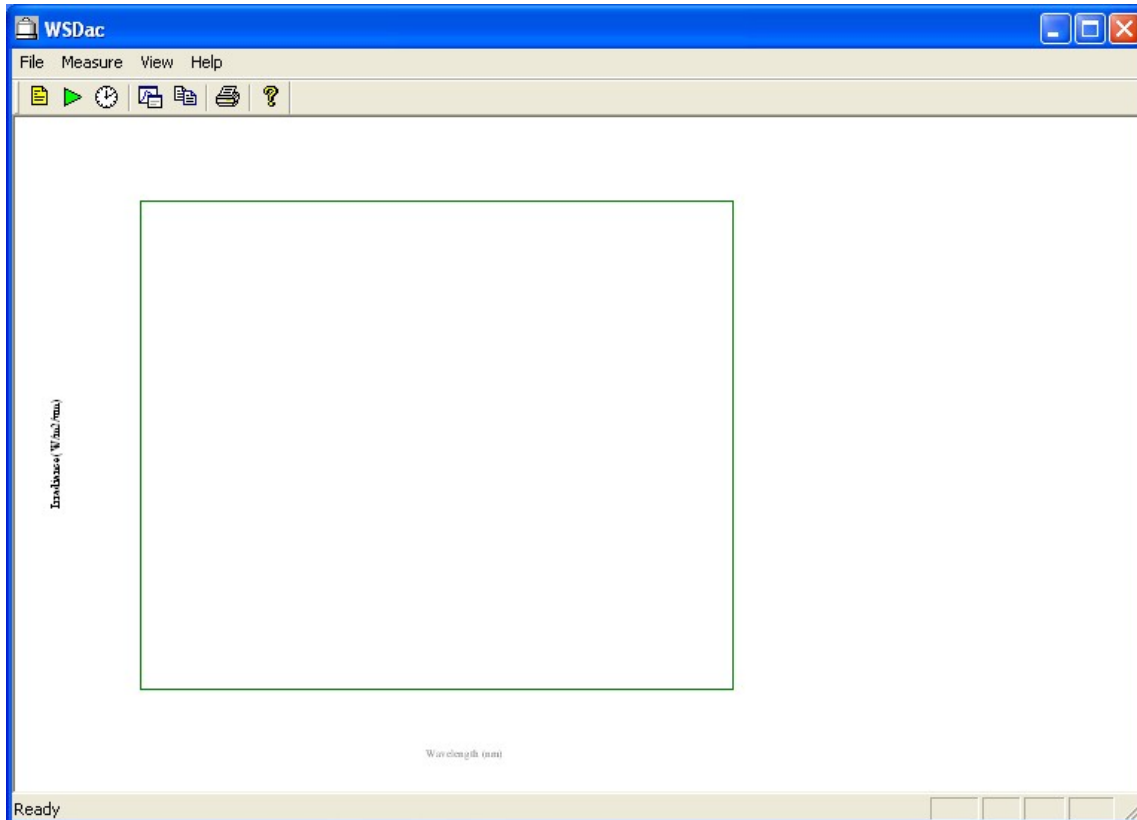 WSDac
File Measure View Help
Irradiance( W/m2/nm)
Wavelength (nm)
Ready